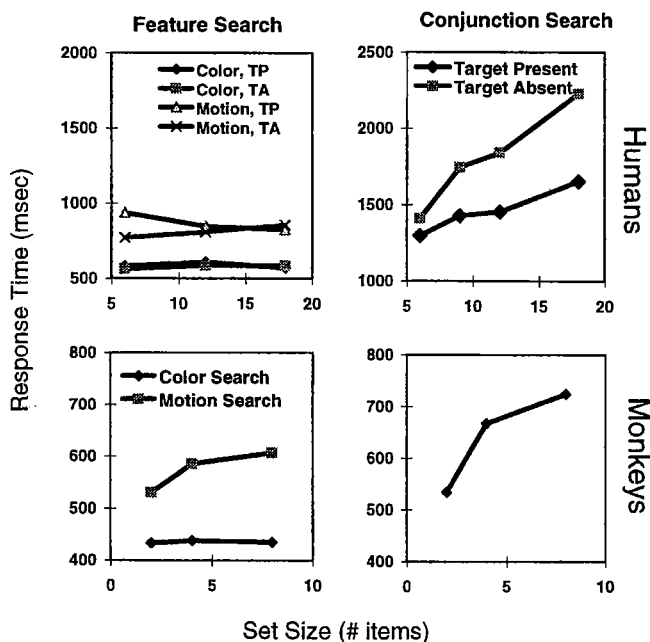 Feature Search
Conjunction Search
2000
1500
1000
500
5
10
15
20
Color, TP
Color, TA
Motion, TP
Motion, TA
2500
2000
1500
1000
5
10
15
20
Target Present
Target Absent
Humans
Response Time (msec)
800
700
600
500
400
0
5
10
Color Search
Motion Search
800
700
600
500
400
0
5
10
Monkeys
Set Size (# items)